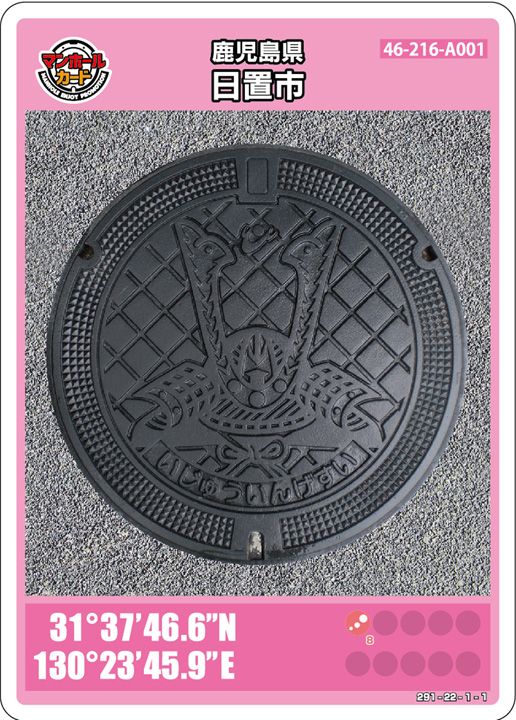 マンホール
カード
MANHOLE ENJOY PROMOTION
鹿児島県
日置市
46-216-A001
いじゅういんげすい
31°37'46.6"N
130°23'45.9"E
8
291-22-1-1